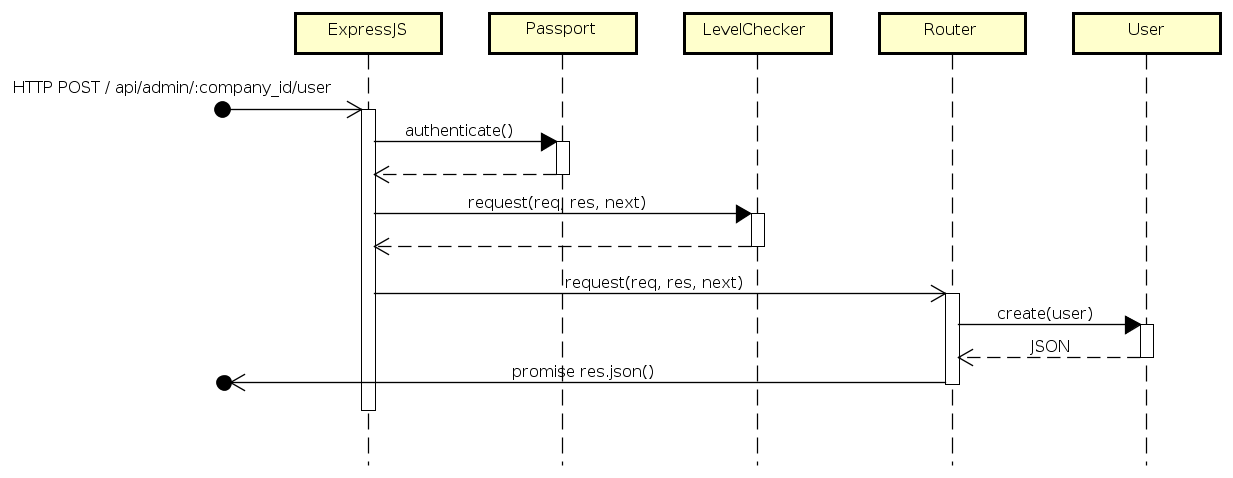 ExpressJS
Passport
LevelChecker
Router
User
HTTP POST / api/admin/:company_id/user
authenticate()
request(req, res, next)
request(req, res, next)
create(user)
JSON
promise res.json()